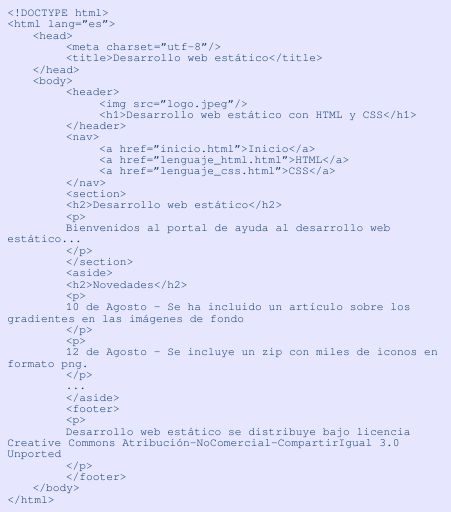 <!DOCTYPE html>
<html lang="es">
    <head>
         <meta charset="utf-8"/>
         <title>Desarrollo web estático</title>
    </head>
    <body>
         <header>
              <img src="logo.jpeg"/>
              <h1>Desarrollo web estático con HTML y CSS</h1>
         </header>
         <nav>
              <a href="inicio.html">Inicio</a>
              <a href="lenguaje_html.html">HTML</a>
              <a href="lenguaje_css.html">CSS</a>
         </nav>
         <section>
         <h2>Desarrollo web estático</h2>
         <p>
         Bienvenidos al portal de ayuda al desarrollo web
estático...
         </p>
         </section>
         <aside>
         <h2>Novedades</h2>
         <p>
         10 de Agosto - Se ha incluido un artículo sobre los
gradientes en las imágenes de fondo
         </p>
         <p>
         12 de Agosto - Se incluye un zip con miles de iconos en
formato png.
         </p>
         ...
         </aside>
         <footer>
         <p>
         Desarrollo web estático se distribuye bajo licencia
Creative Commons Atribución-NoComercial-CompartirIgual 3.0
Unported
         </p>
         </footer>
    </body>
</html>